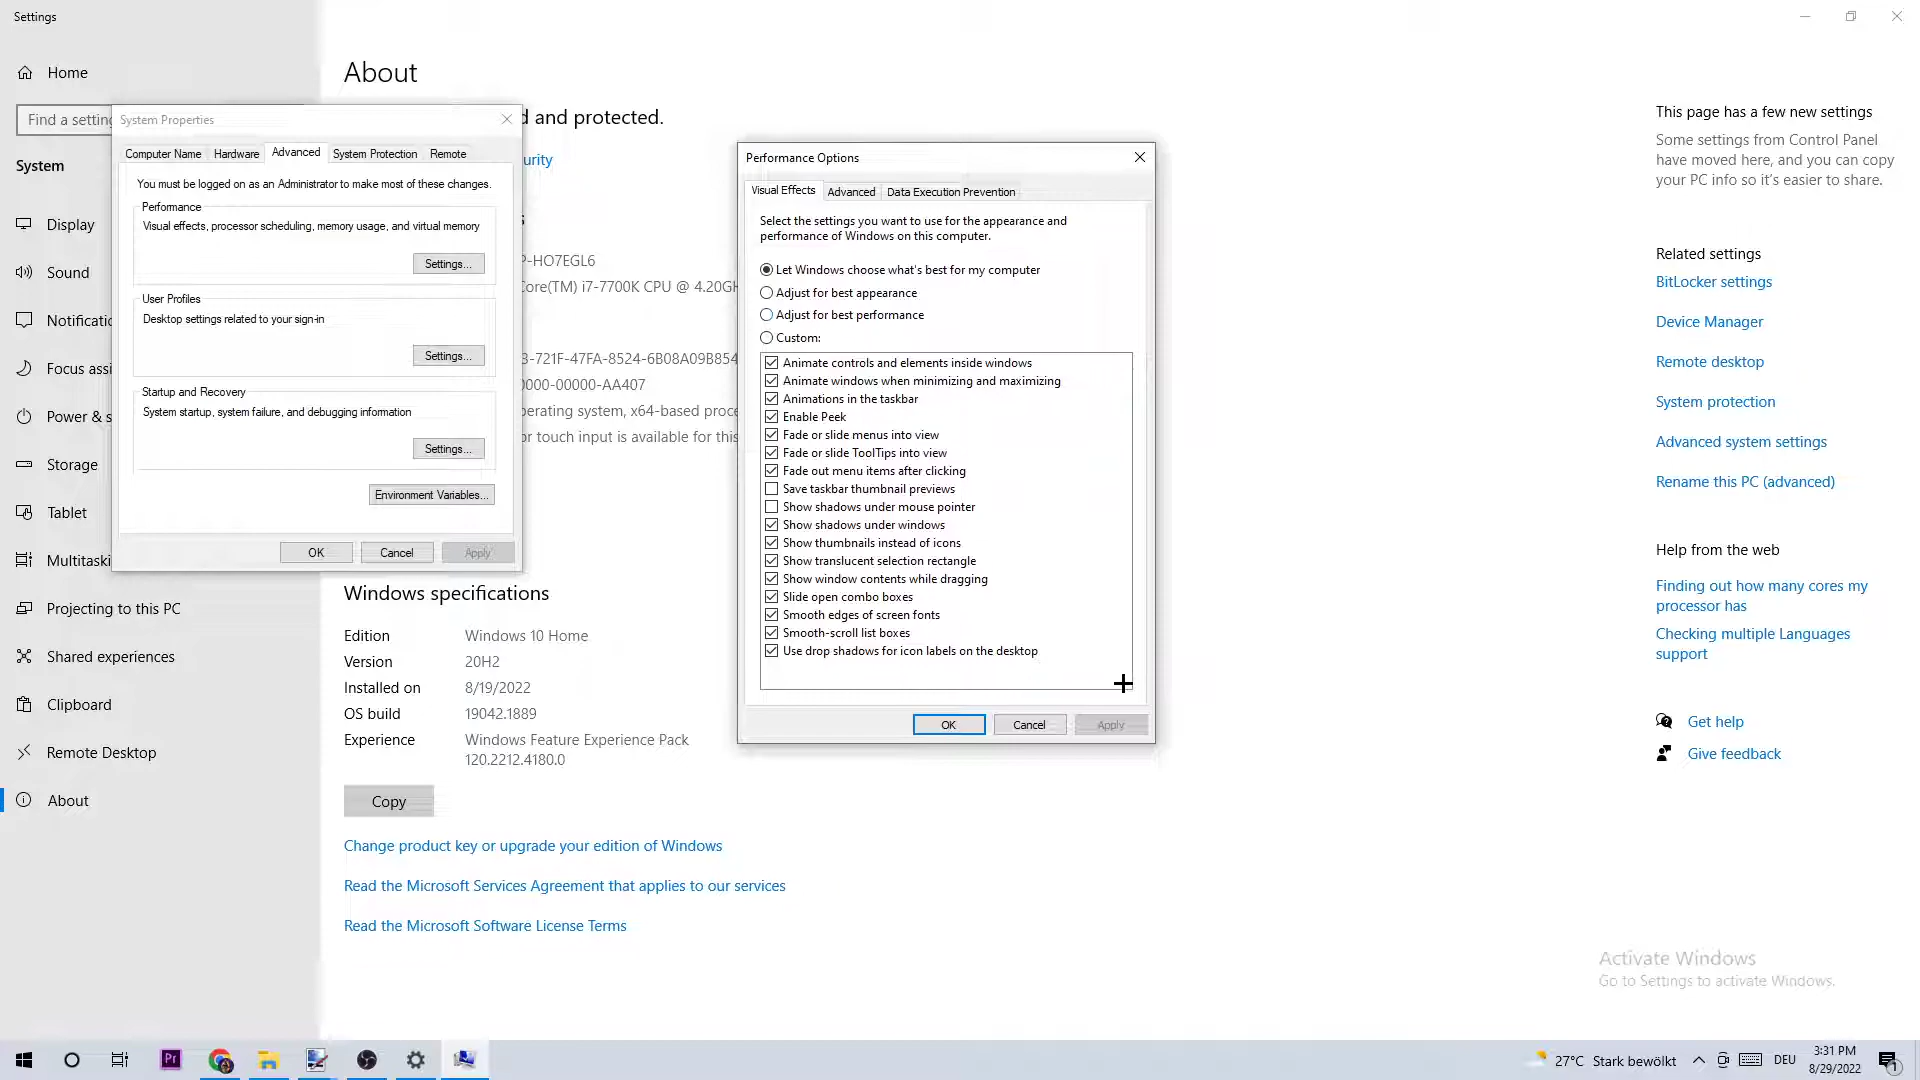 Settings
Home
Find a setting
System
Display
Sound
Notificatio
Focus assi
Power & s
Storage
Tablet
Multitaski
Projecting to this PC
Shared experiences
Clipboard
Remote Desktop
About
About
d and protected.
urity
P-HO7EGL6
Core(TM) i7-7700K CPU @ 4.20GH
3-721F-47FA-8524-6B08A09B854
0000-00000-AA407
erating system, x64-based proce
or touch input is available for this
Windows specifications
Edition Windows 10 Home
Version 20H2
Installed on 8/19/2022
OS build 19042.1889
Experience Windows Feature Experience Pack
120.2212.4180.0
Copy
Change product key or upgrade your edition of Windows
Read the Microsoft Services Agreement that applies to our services
Read the Microsoft Software License Terms
System Properties
Computer Name Hardware Advanced System Protection Remote
You must be logged on as an Administrator to make most of these changes.
Performance
Visual effects, processor scheduling, memory usage, and virtual memory
Settings...
User Profiles
Desktop settings related to your sign-in
Settings...
Startup and Recovery
System startup, system failure, and debugging information
Settings...
Environment Variables...
OK Cancel Apply
Performance Options
Visual Effects Advanced Data Execution Prevention
Select the settings you want to use for the appearance and
performance of Windows on this computer.
Let Windows choose what's best for my computer
Adjust for best appearance
Adjust for best performance
Custom:
Animate controls and elements inside windows
Animate windows when minimizing and maximizing
Animations in the taskbar
Enable Peek
Fade or slide menus into view
Fade or slide ToolTips into view
Fade out menu items after clicking
Save taskbar thumbnail previews
Show shadows under mouse pointer
Show shadows under windows
Show thumbnails instead of icons
Show translucent selection rectangle
Show window contents while dragging
Slide open combo boxes
Smooth edges of screen fonts
Smooth-scroll list boxes
Use drop shadows for icon labels on the desktop
OK Cancel Apply
This page has a few new settings
Some settings from Control Panel
have moved here, and you can copy
your PC info so it's easier to share.
Related settings
BitLocker settings
Device Manager
Remote desktop
System protection
Advanced system settings
Rename this PC (advanced)
Help from the web
Finding out how many cores my
processor has
Checking multiple Languages
support
Get help
Give feedback
Activate Windows
Go to Settings to activate Windows.
Pr
27°C Stark bewölkt DEU 3:31 PM
8/29/2022
1